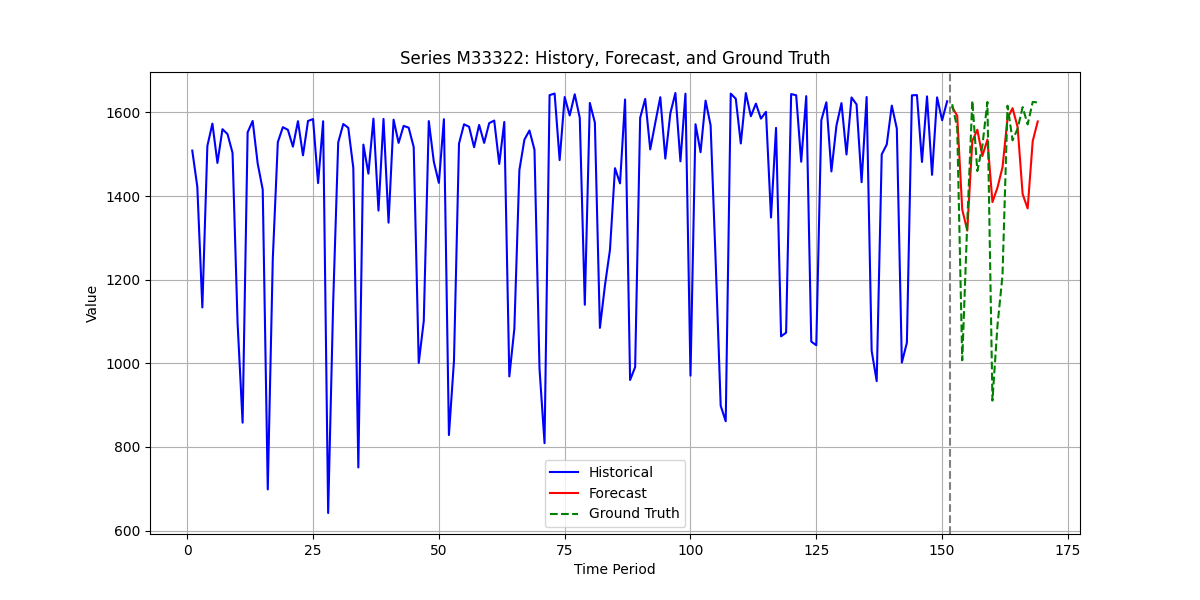 Series M33322: History, Forecast, and Ground Truth
1600
1400
1200
1000
800
600
Value
Historical
Forecast
Ground Truth
0 25 50 75 100 125 150 175
Time Period